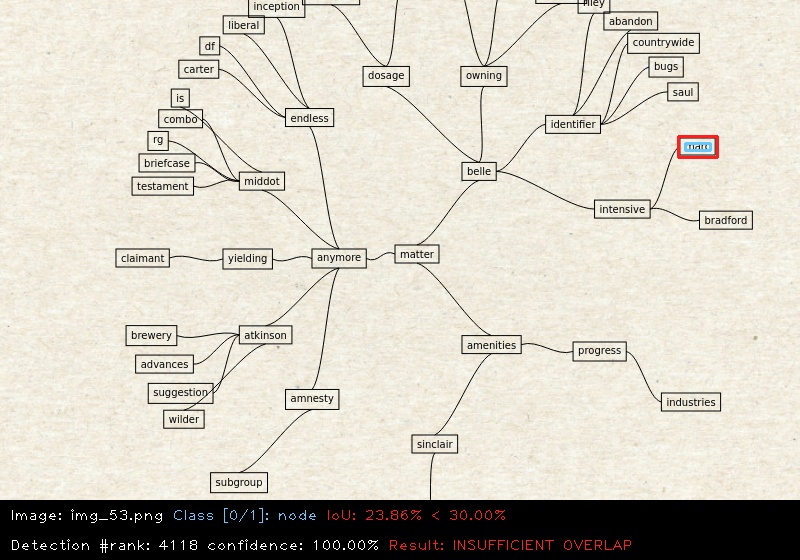 inception
liberal
df
carter
dosage
owning
riley
abandon
countrywide
bugs
saul
is
combo
rg
briefcase
testament
endless
middot
identifier
belle
intensive
bradford
claimant
yielding
anymore
matter
brewery
advances
suggestion
wilder
atkinson
amnesty
subgroup
amenities
progress
industries
sinclair
Image: img_53.png Class [0/1]: node IoU: 23.86% < 30.00%
Detection #rank: 4118 confidence: 100.00% Result: INSUFFICIENT OVERLAP